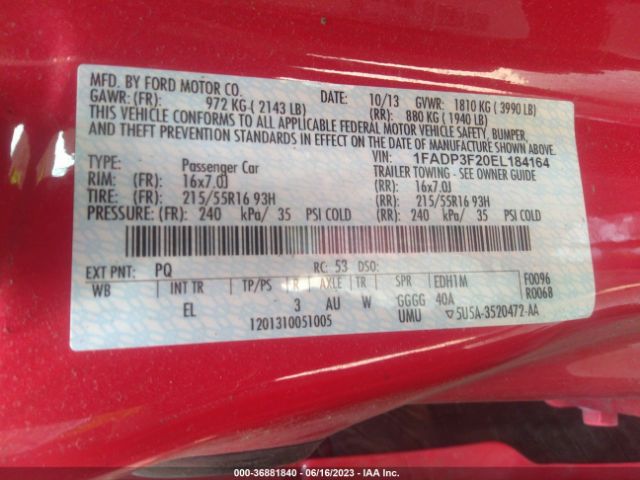 MFD. BY FORD MOTOR CO. DATE: 10/13 GVWR: 1810 KG ( 3990 LB)
GAWR: (FR): 972 KG ( 2143 LB) (RR): 880 KG ( 1940 LB)
THIS VEHICLE CONFORMS TO ALL APPLICABLE FEDERAL MOTOR VEHICLE SAFETY, BUMPER,
AND THEFT PREVENTION STANDARDS IN EFFECT ON THE DATE OF MANUFACTURE SHOWN ABOVE.
VIN: 1FADP3F20EL184164
TYPE: Passenger Car TRAILER TOWING - SEE OWNER GUIDE
RIM: (FR): 16x7.0J (RR): 16x7.0J
TIRE: (FR): 215/55R16 93H (RR): 215/55R16 93H
PRESSURE: (FR): 240 kPa/ 35 PSI COLD (RR): 240 kPa/ 35 PSI COLD
EXT PNT: PQ RC: 53 DSO: F0096
WB INT TR TP/PS R AXLE TR SPR EDH1M R0068
EL 3 AU W GGGG 40A
1201310051005 UMU ▽5U5A-3520472-AA
000-36881840 - 06/16/2023 - IAA Inc.